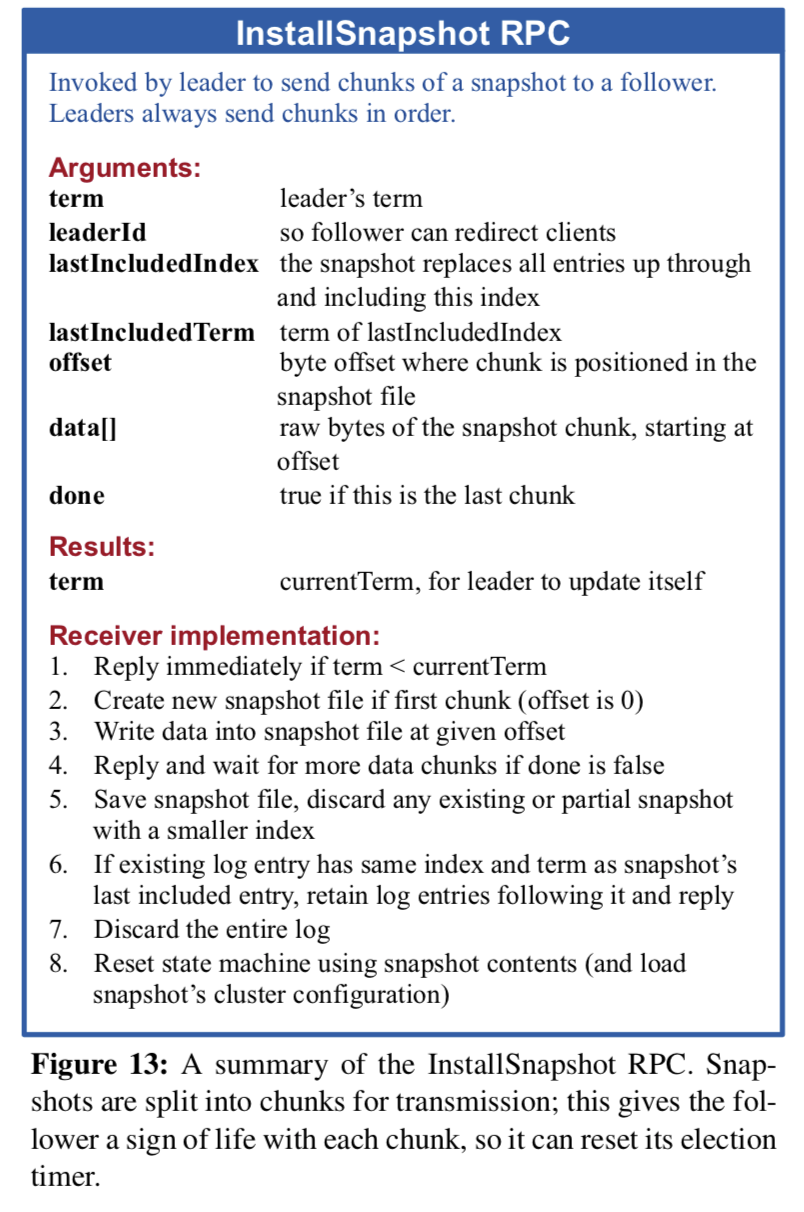 InstallSnapshot RPC
Invoked by leader to send chunks of a snapshot to a follower.
Leaders always send chunks in order.
Arguments:
term leader’s term
leaderId so follower can redirect clients
lastIncludedIndex the snapshot replaces all entries up through
and including this index
lastIncludedTerm term of lastIncludedIndex
offset byte offset where chunk is positioned in the
snapshot file
data[] raw bytes of the snapshot chunk, starting at
offset
done true if this is the last chunk
Results:
term currentTerm, for leader to update itself
Receiver implementation:
1. Reply immediately if term < currentTerm
2. Create new snapshot file if first chunk (offset is 0)
3. Write data into snapshot file at given offset
4. Reply and wait for more data chunks if done is false
5. Save snapshot file, discard any existing or partial snapshot
with a smaller index
6. If existing log entry has same index and term as snapshot’s
last included entry, retain log entries following it and reply
7. Discard the entire log
8. Reset state machine using snapshot contents (and load
snapshot’s cluster configuration)
Figure 13: A summary of the InstallSnapshot RPC. Snap-
shots are split into chunks for transmission; this gives the fol-
lower a sign of life with each chunk, so it can reset its election
timer.